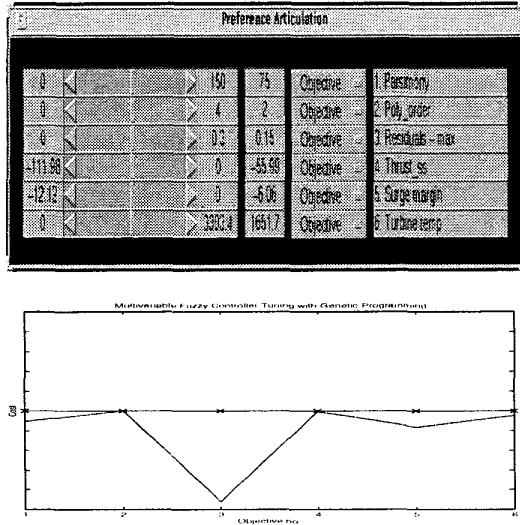 Preference Articulation
0 150 75 Objective 1. Parsimony
0 4 2 Objective 2. Poly_order
0 0.3 0.15 Objective 3. Residuals - max
-111.98 0 -55.99 Objective 4. Thrust_ss
-12.13 0 -6.06 Objective 5. Surge margin
0 3303.4 1651.7 Objective 6. Turbine temp
Multivariable Fuzzy Controller Tuning with Genetic Programming
Cost
1 2 3 4 5 6
Objective no